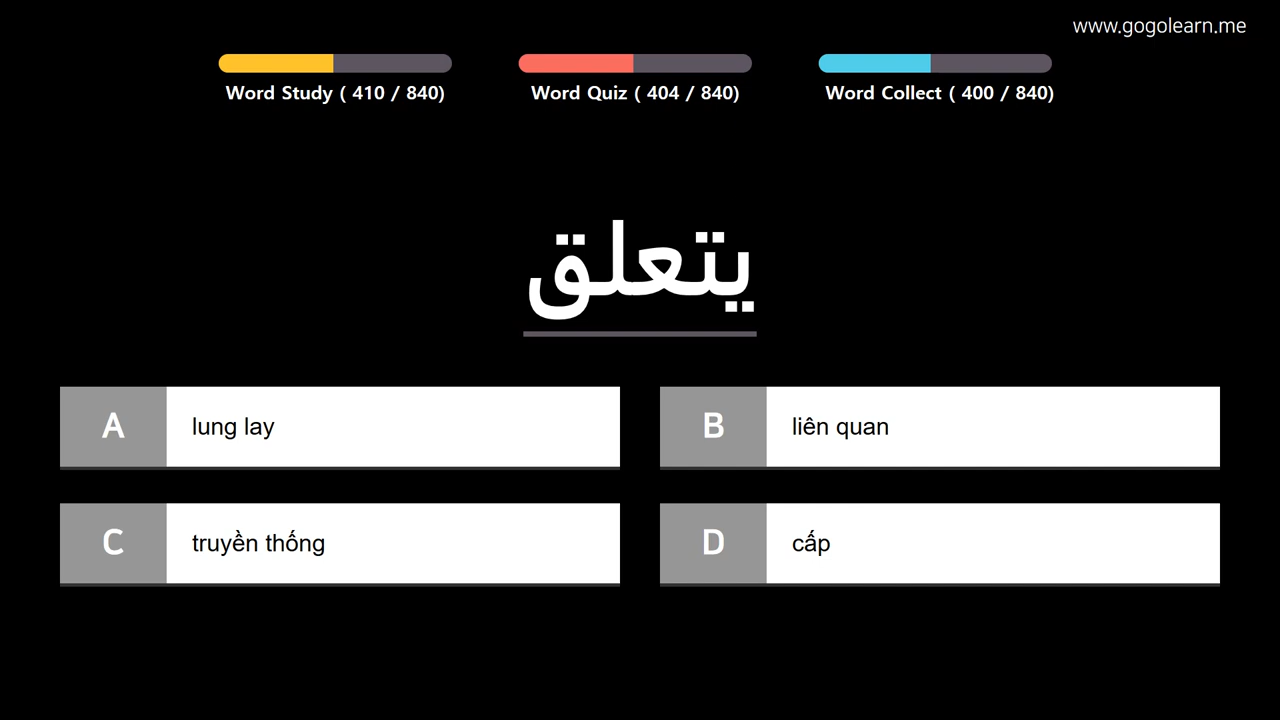 www.gogolearn.me
Word Study ( 410 / 840)
Word Quiz ( 404 / 840)
Word Collect ( 400 / 840)
يتعلق
A lung lay
B liên quan
C truyền thống
D cấp